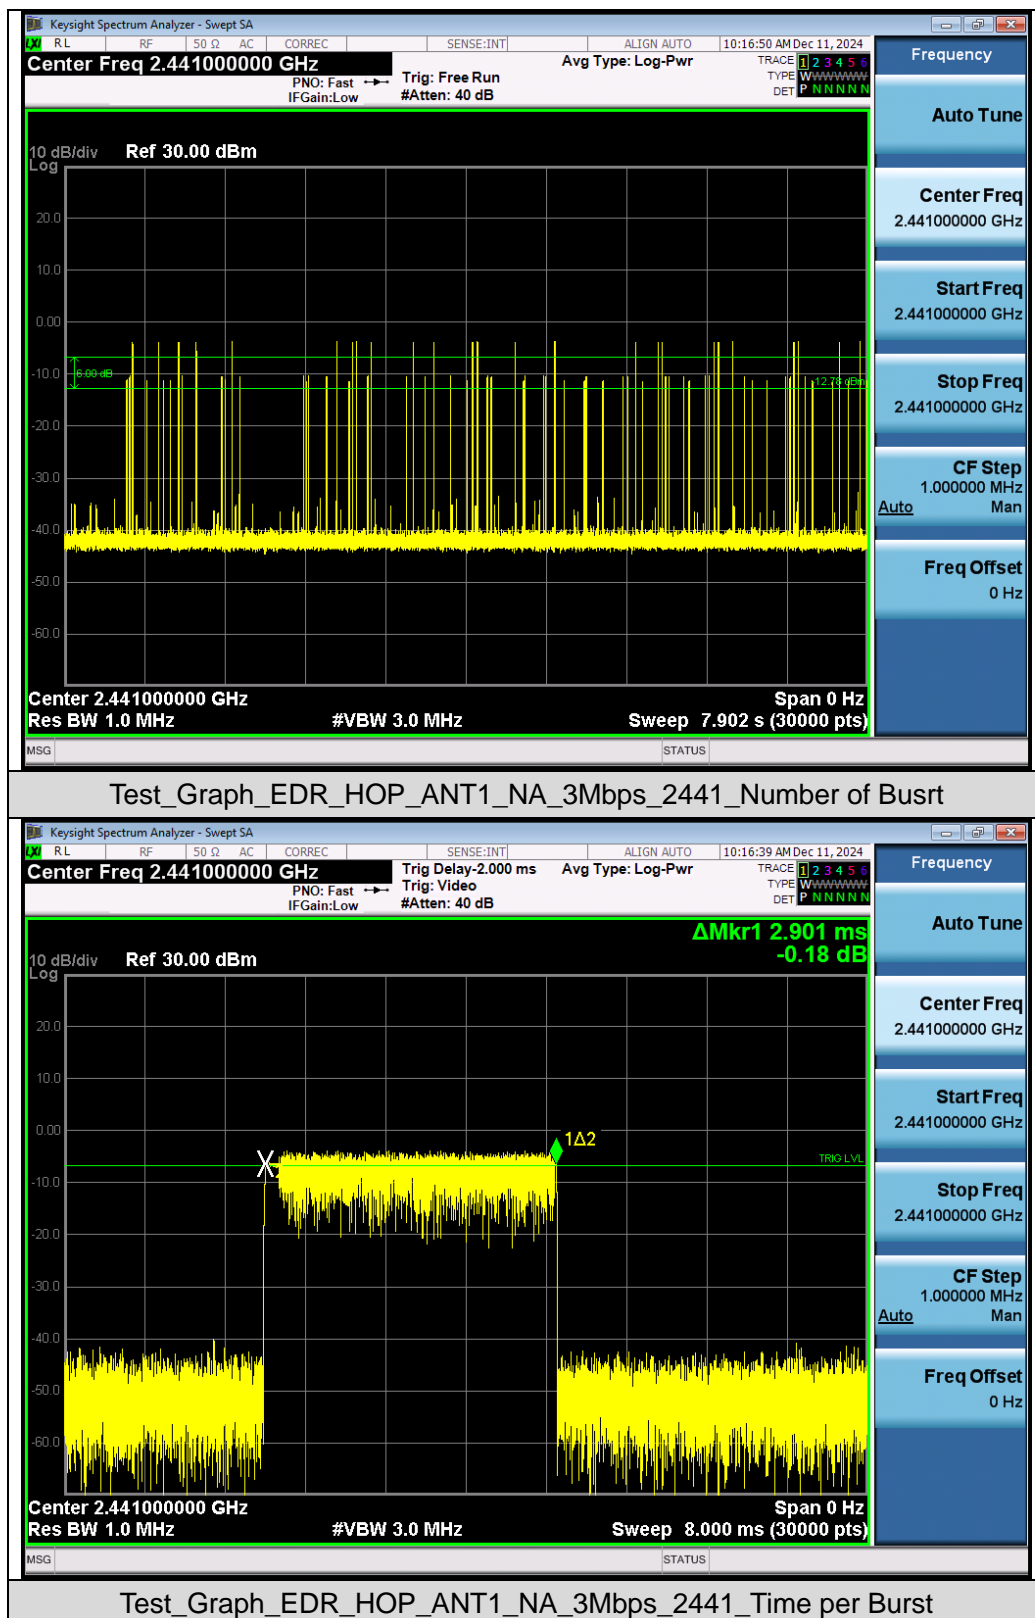 Keysight Spectrum Analyzer - Swept SA
LXI RL RF 50 Ω AC CORREC SENSE:INT ALIGN AUTO 10:16:50 AM Dec 11, 2024
Center Freq 2.441000000 GHz
PNO: Fast
IFGain:Low
Trig: Free Run
#Atten: 40 dB
Avg Type: Log-Pwr
TRACE 1 2 3 4 5 6
TYPE WWWWWW
DET P N N N N N
10 dB/div
Log
Ref 30.00 dBm
20.0
10.0
0.00
-10.0
-20.0
-30.0
-40.0
-50.0
-60.0
6.00 dB
-12.78 dBm
Center 2.441000000 GHz
Span 0 Hz
Res BW 1.0 MHz
#VBW 3.0 MHz
Sweep 7.902 s (30000 pts)
MSG
STATUS
Frequency
Auto Tune
Center Freq
2.441000000 GHz
Start Freq
2.441000000 GHz
Stop Freq
2.441000000 GHz
CF Step
1.000000 MHz
Auto Man
Freq Offset
0 Hz
Test_Graph_EDR_HOP_ANT1_NA_3Mbps_2441_Number of Busrt
Keysight Spectrum Analyzer - Swept SA
LXI RL RF 50 Ω AC CORREC SENSE:INT ALIGN AUTO 10:16:39 AM Dec 11, 2024
Center Freq 2.441000000 GHz
PNO: Fast
IFGain:Low
Trig Delay-2.000 ms
Trig: Video
#Atten: 40 dB
Avg Type: Log-Pwr
TRACE 1 2 3 4 5 6
TYPE WWWWWW
DET P N N N N N
ΔMkr1 2.901 ms
-0.18 dB
10 dB/div
Log
Ref 30.00 dBm
20.0
10.0
0.00
-10.0
-20.0
-30.0
-40.0
-50.0
-60.0
1Δ2
TRIG LVL
Center 2.441000000 GHz
Span 0 Hz
Res BW 1.0 MHz
#VBW 3.0 MHz
Sweep 8.000 ms (30000 pts)
MSG
STATUS
Frequency
Auto Tune
Center Freq
2.441000000 GHz
Start Freq
2.441000000 GHz
Stop Freq
2.441000000 GHz
CF Step
1.000000 MHz
Auto Man
Freq Offset
0 Hz
Test_Graph_EDR_HOP_ANT1_NA_3Mbps_2441_Time per Burst